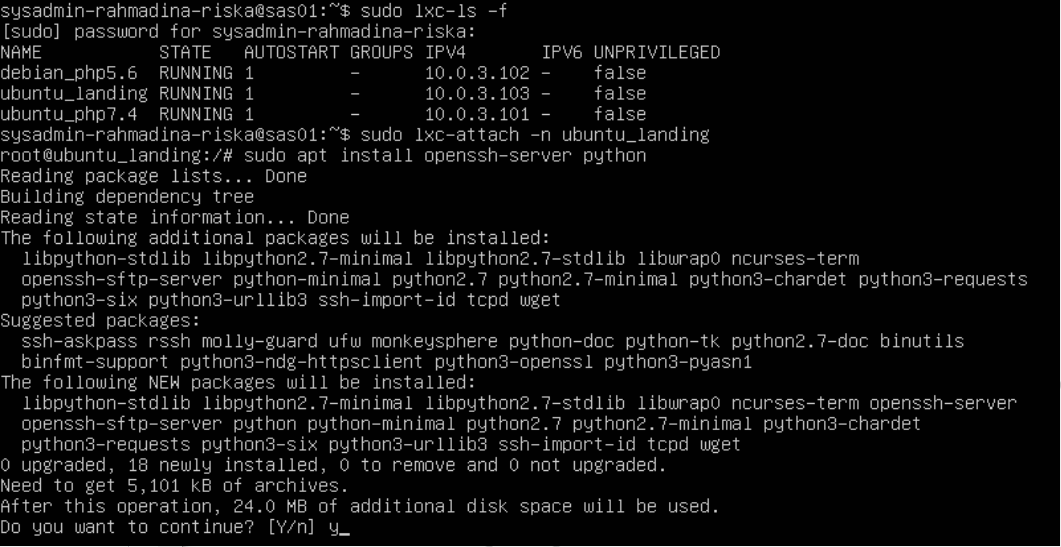 sysadmin-rahmadina-riska@sas01:~$ sudo lxc-ls -f
[sudo] password for sysadmin-rahmadina-riska:
NAME           STATE   AUTOSTART GROUPS IPV4       IPV6 UNPRIVILEGED
debian_php5.6  RUNNING 1         -      10.0.3.102 -    false
ubuntu_landing RUNNING 1         -      10.0.3.103 -    false
ubuntu_php7.4  RUNNING 1         -      10.0.3.101 -    false
sysadmin-rahmadina-riska@sas01:~$ sudo lxc-attach -n ubuntu_landing
root@ubuntu_landing:/# sudo apt install openssh-server python
Reading package lists... Done
Building dependency tree
Reading state information... Done
The following additional packages will be installed:
  libpython-stdlib libpython2.7-minimal libpython2.7-stdlib libwrap0 ncurses-term
  openssh-sftp-server python-minimal python2.7 python2.7-minimal python3-chardet python3-requests
  python3-six python3-urllib3 ssh-import-id tcpd wget
Suggested packages:
  ssh-askpass rssh molly-guard ufw monkeysphere python-doc python-tk python2.7-doc binutils
  binfmt-support python3-ndg-httpsclient python3-openssl python3-pyasn1
The following NEW packages will be installed:
  libpython-stdlib libpython2.7-minimal libpython2.7-stdlib libwrap0 ncurses-term openssh-server
  openssh-sftp-server python python-minimal python2.7 python2.7-minimal python3-chardet
  python3-requests python3-six python3-urllib3 ssh-import-id tcpd wget
0 upgraded, 18 newly installed, 0 to remove and 0 not upgraded.
Need to get 5,101 kB of archives.
After this operation, 24.0 MB of additional disk space will be used.
Do you want to continue? [Y/n] y_